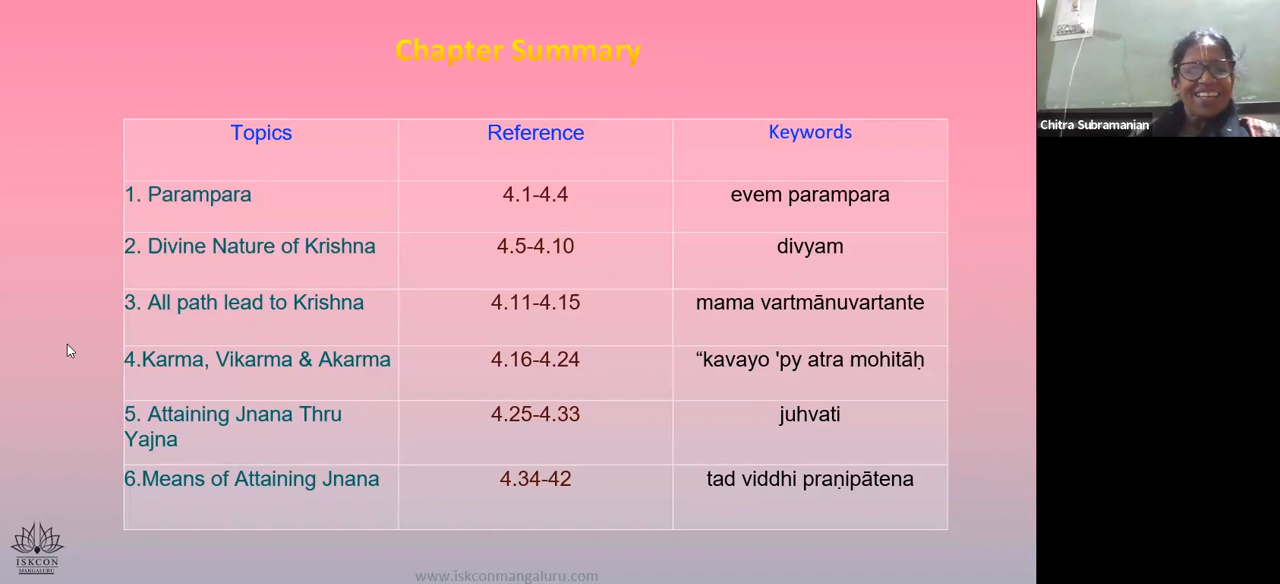 Chapter Summary
Topics Reference Keywords
1. Parampara 4.1-4.4 evem parampara
2. Divine Nature of Krishna 4.5-4.10 divyam
3. All path lead to Krishna 4.11-4.15 mama vartmānuvartante
4.Karma, Vikarma & Akarma 4.16-4.24 “kavayo 'py atra mohitāḥ
5. Attaining Jnana Thru
Yajna 4.25-4.33 juhvati
6.Means of Attaining Jnana 4.34-42 tad viddhi praṇipātena
ISKCON
MANGALURU
www.iskconmangaluru.com
Chitra Subramanian